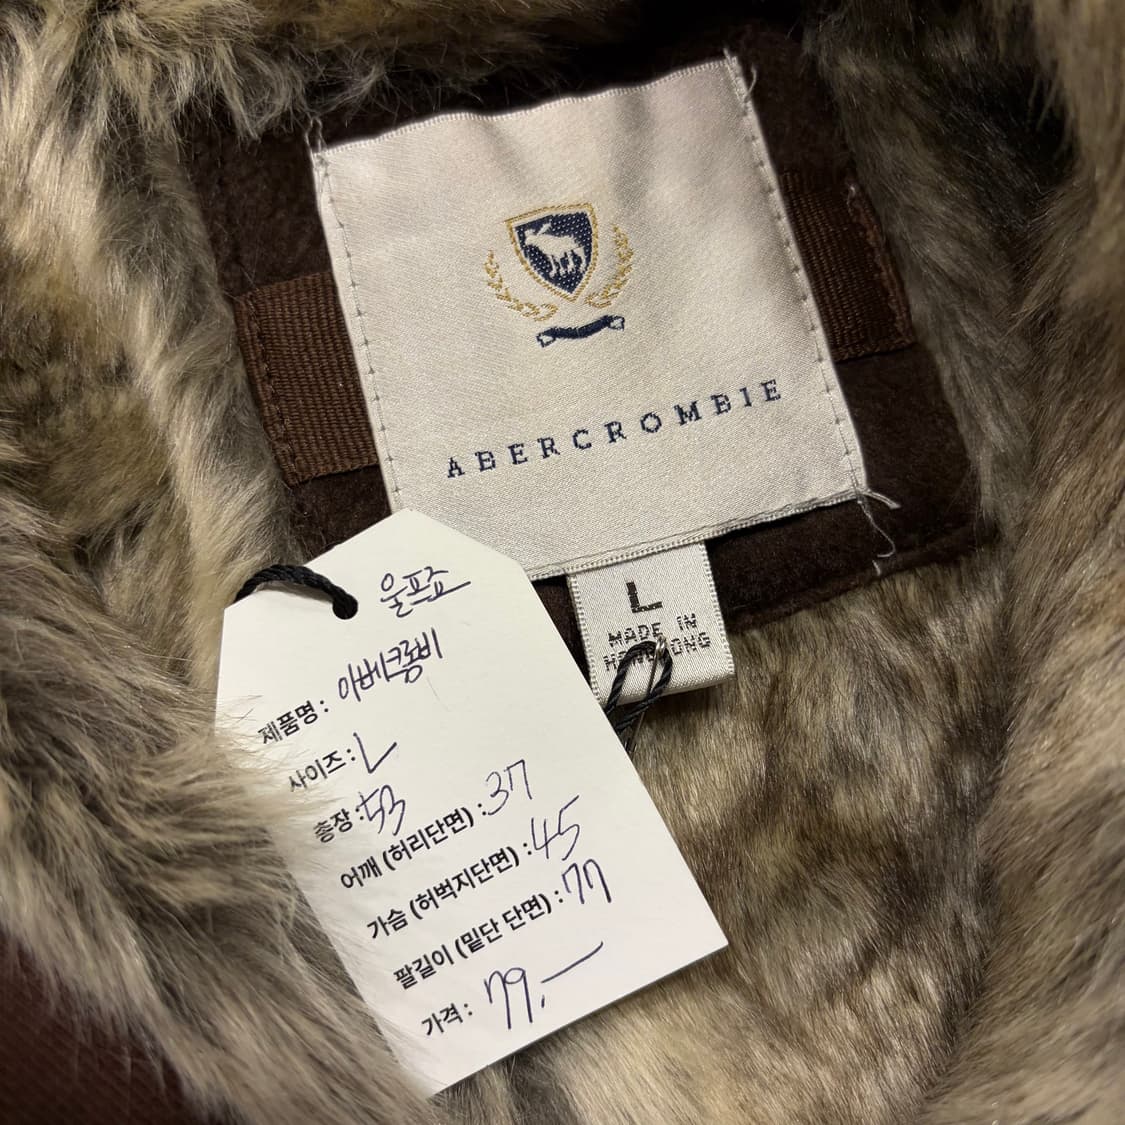 ABERCROMBIE
L
MADE IN
HONG KONG
울프죠
제품명 : 아베크롬비
사이즈 : L
총장 : 53
어깨 (허리단면) : 37
가슴 (허벅지단면) : 45
팔길이 (밑단 단면) : 77
가격 : 79,-